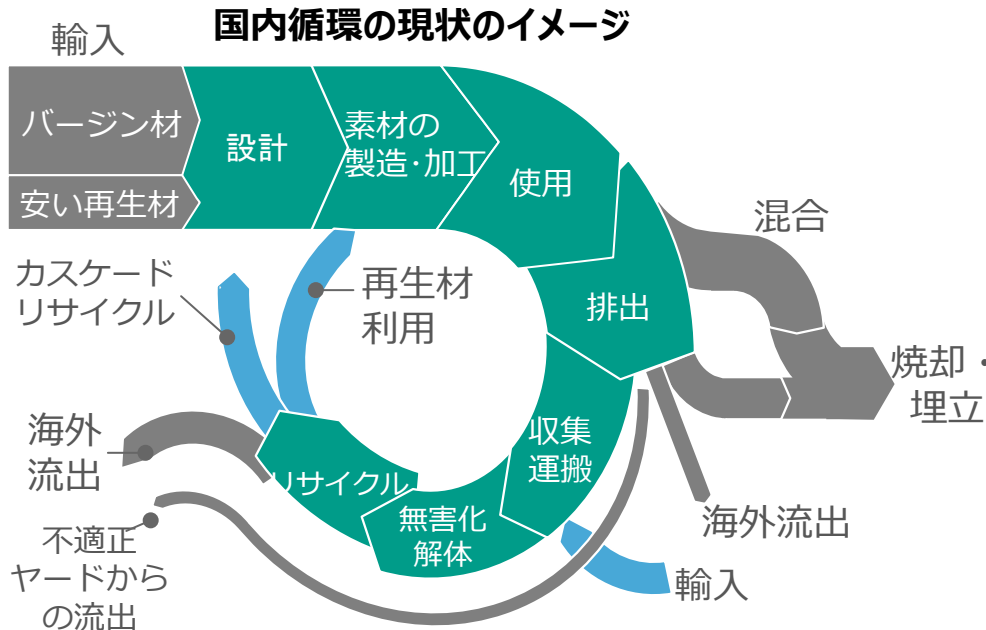 国内循環の現状のイメージ
輸入
バージン材
安い再生材
設計
素材の
製造・加工
使用
排出
混合
焼却・
埋立
カスケード
リサイクル
再生材
利用
海外
流出
リサイクル
収集
運搬
無害化
解体
海外流出
輸入
不適正
ヤードから
の流出